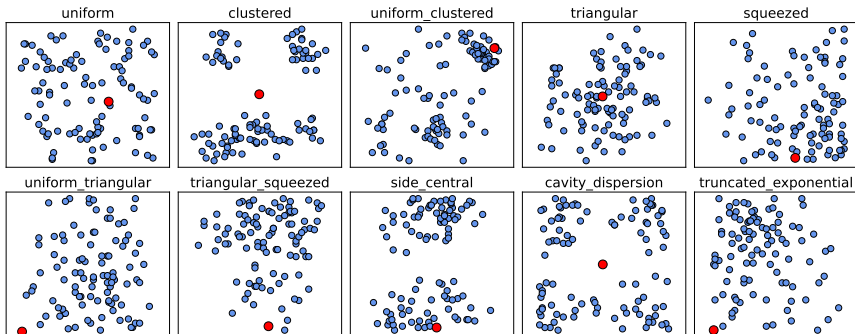 uniform
clustered
uniform_clustered
triangular
squeezed
uniform_triangular
triangular_squeezed
side_central
cavity_dispersion
truncated_exponential